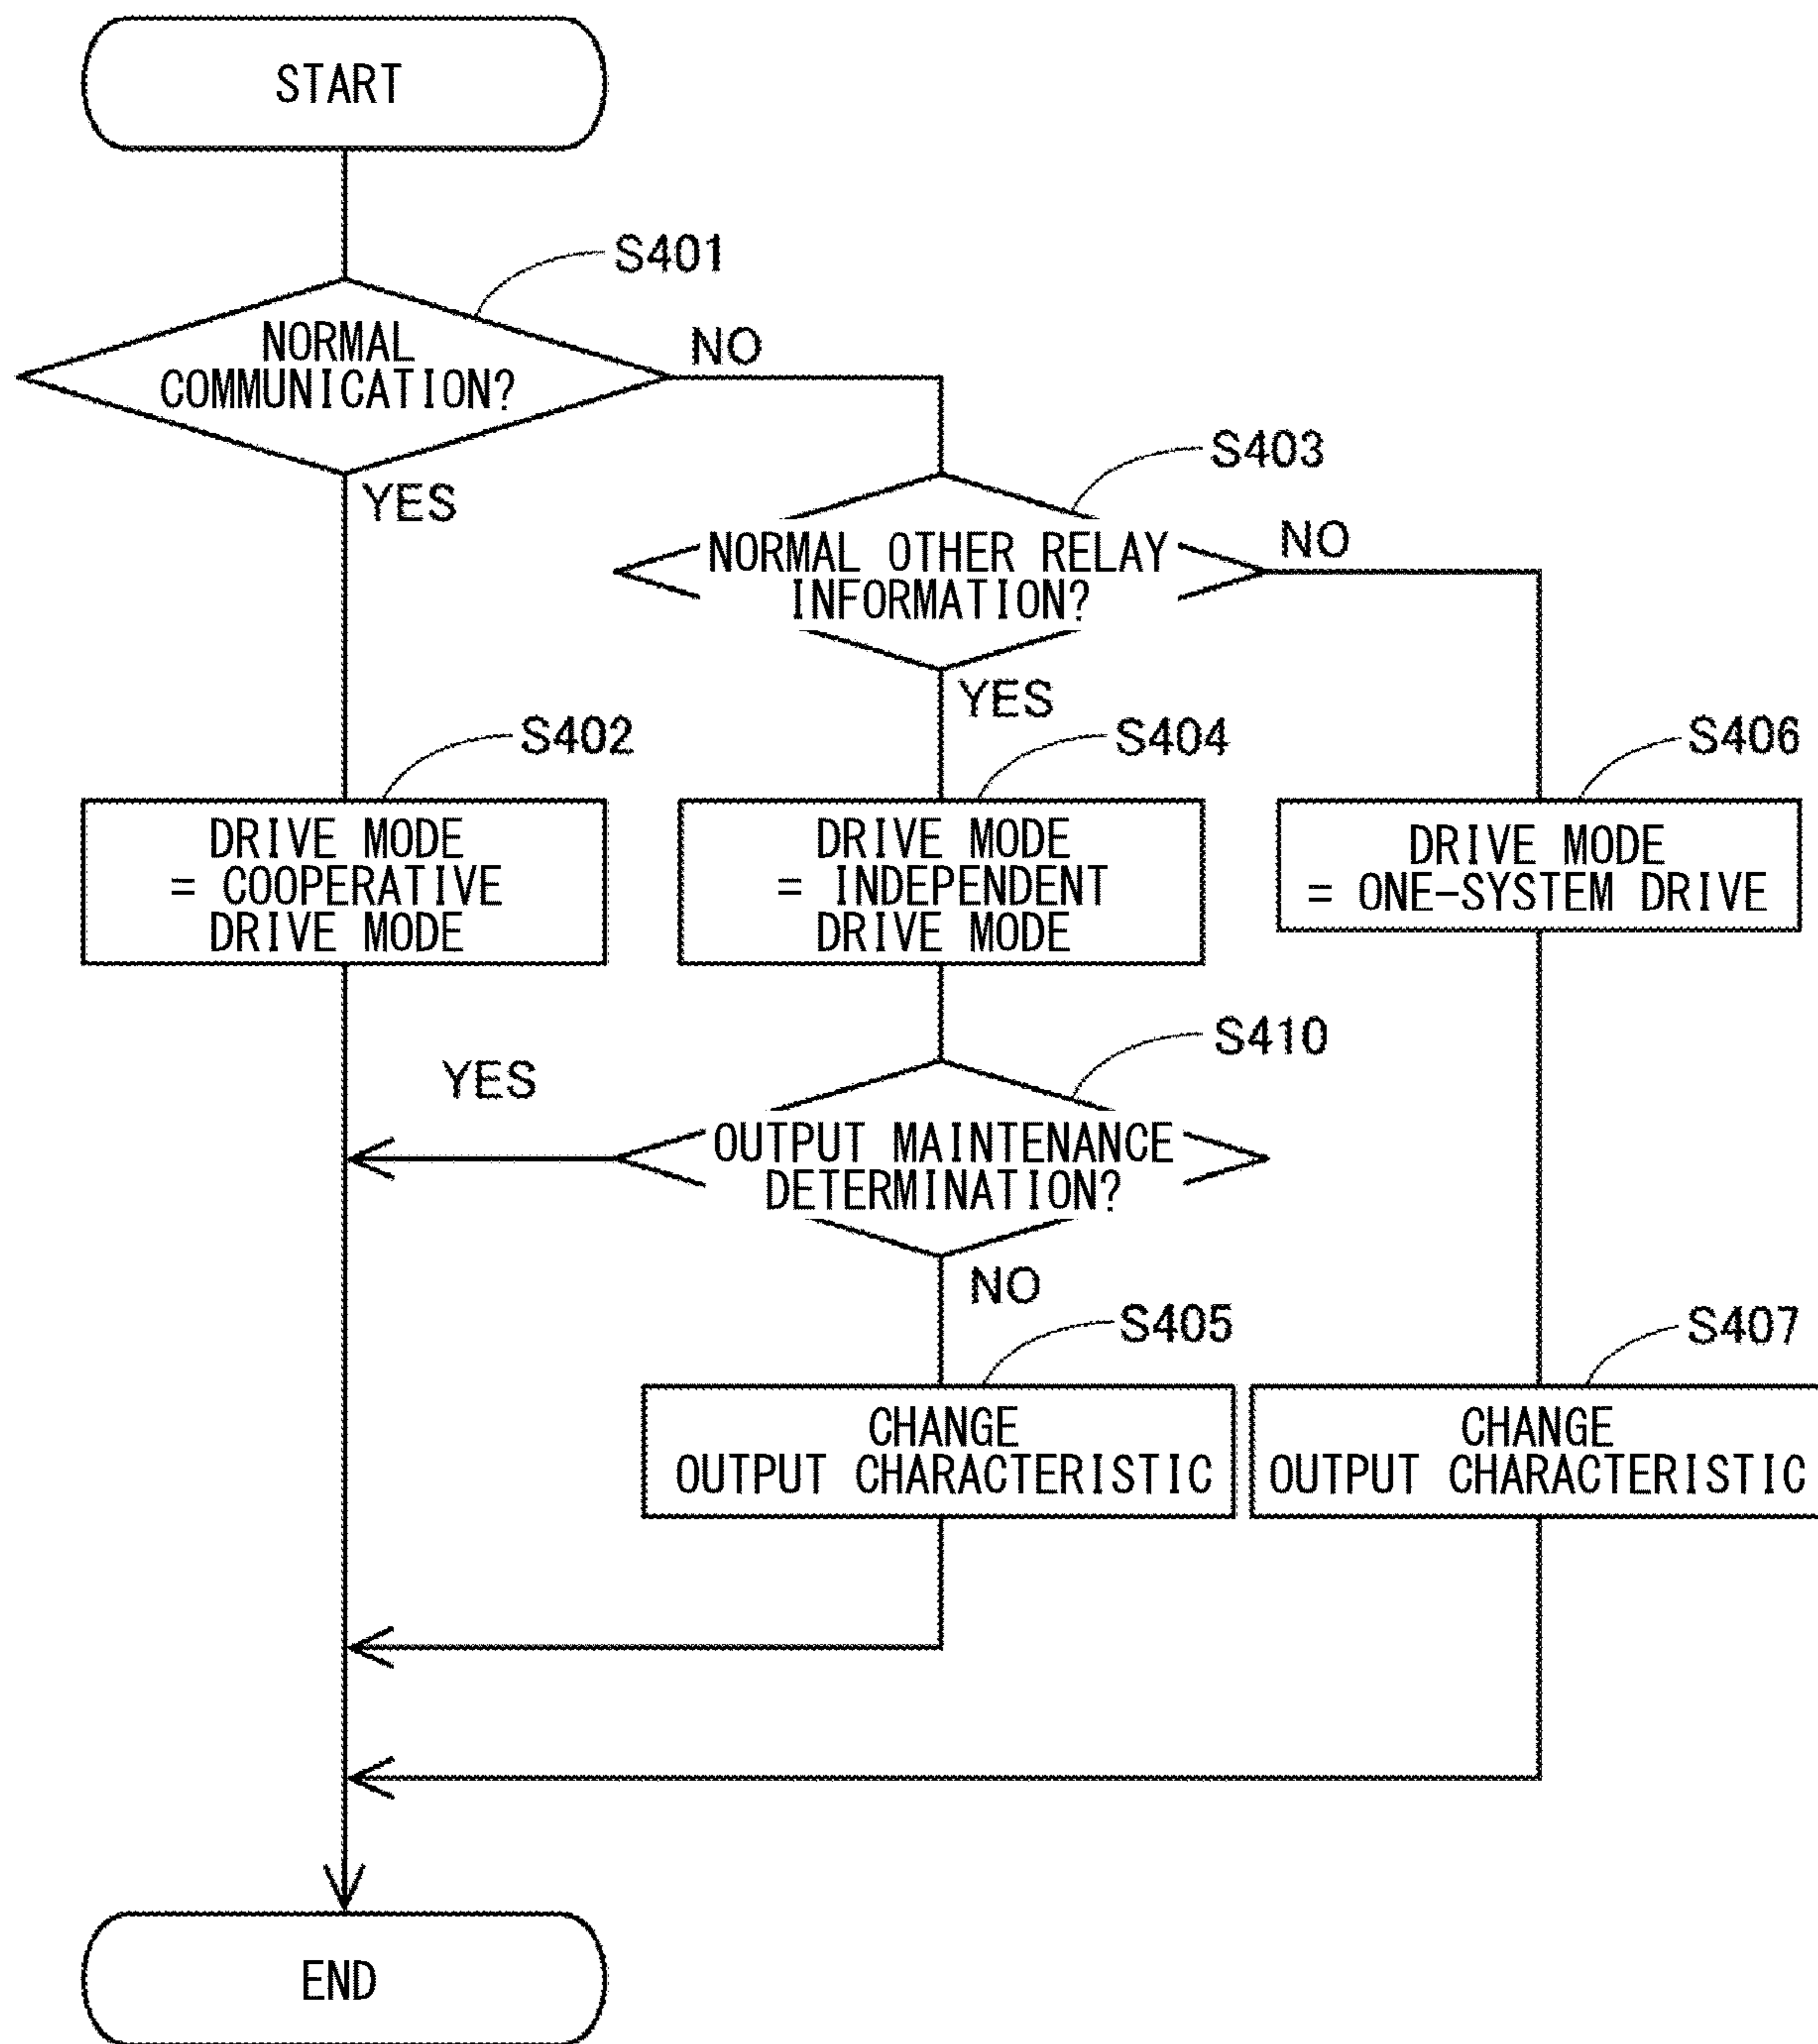 START
S401
NORMAL
COMMUNICATION?
NO
YES
S403
NORMAL OTHER RELAY
INFORMATION?
NO
YES
S402
DRIVE MODE
= COOPERATIVE
DRIVE MODE
S404
DRIVE MODE
= INDEPENDENT
DRIVE MODE
S406
DRIVE MODE
= ONE-SYSTEM DRIVE
S410
YES
OUTPUT MAINTENANCE
DETERMINATION?
NO
S405
CHANGE
OUTPUT CHARACTERISTIC
S407
CHANGE
OUTPUT CHARACTERISTIC
END